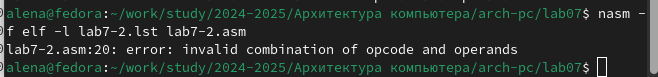 alena@fedora:~/work/study/2024-2025/Архитектура компьютера/arch-pc/lab07$ nasm -
f elf -l lab7-2.lst lab7-2.asm
lab7-2.asm:20: error: invalid combination of opcode and operands
alena@fedora:~/work/study/2024-2025/Архитектура компьютера/arch-pc/lab07$